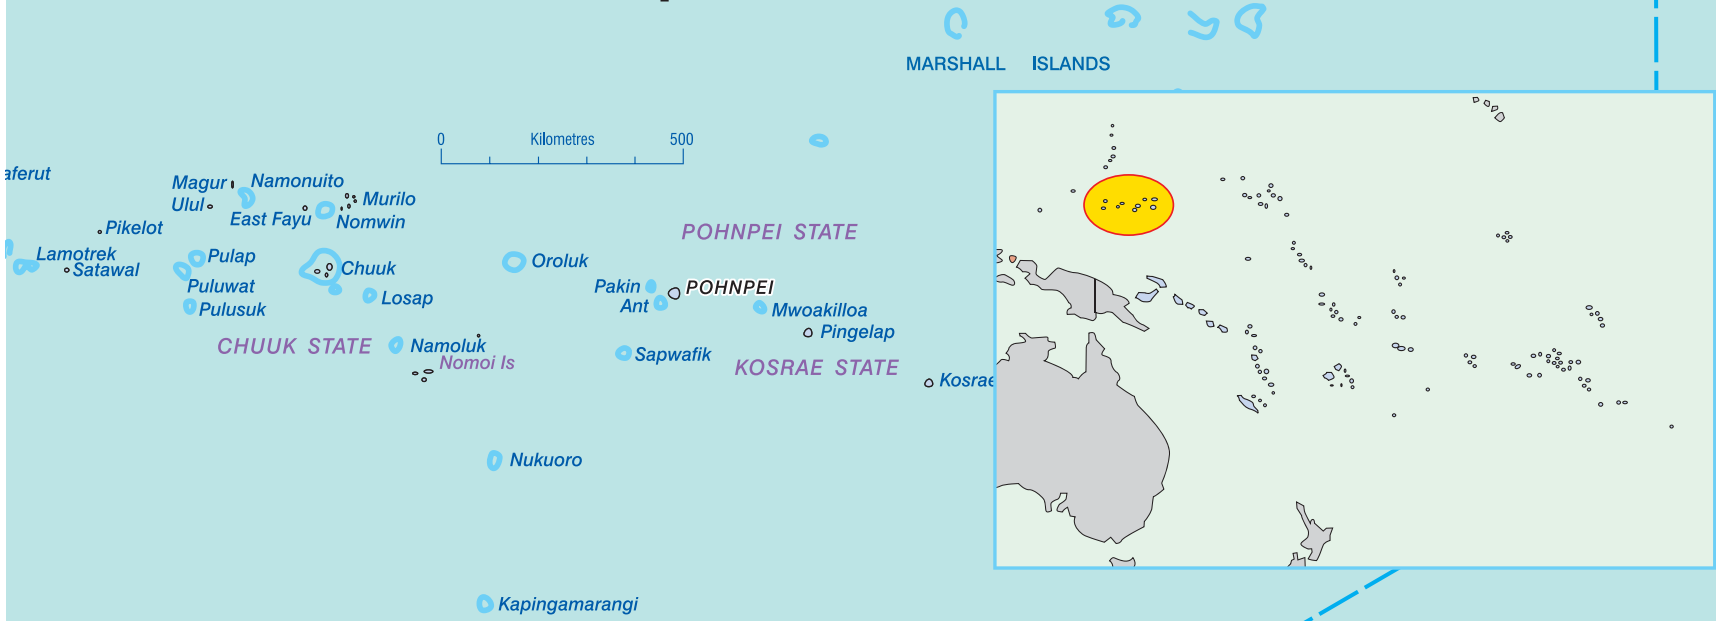 MARSHALL ISLANDS
0 Kilometres 500
aferut
Magur
Namonuito
Ulul
Murilo
East Fayu
Nomwin
Pikelot
POHNPEI STATE
Lamotrek
Pulap
Satawal
Chuuk
Oroluk
Puluwat
Pakin
POHNPEI
Losap
Ant
Pulusuk
Mwoakilloa
Pingelap
CHUUK STATE
Namoluk
Nomoi Is
Sapwafik
KOSRAE STATE
Kosrae
Nukuoro
Kapingamarangi